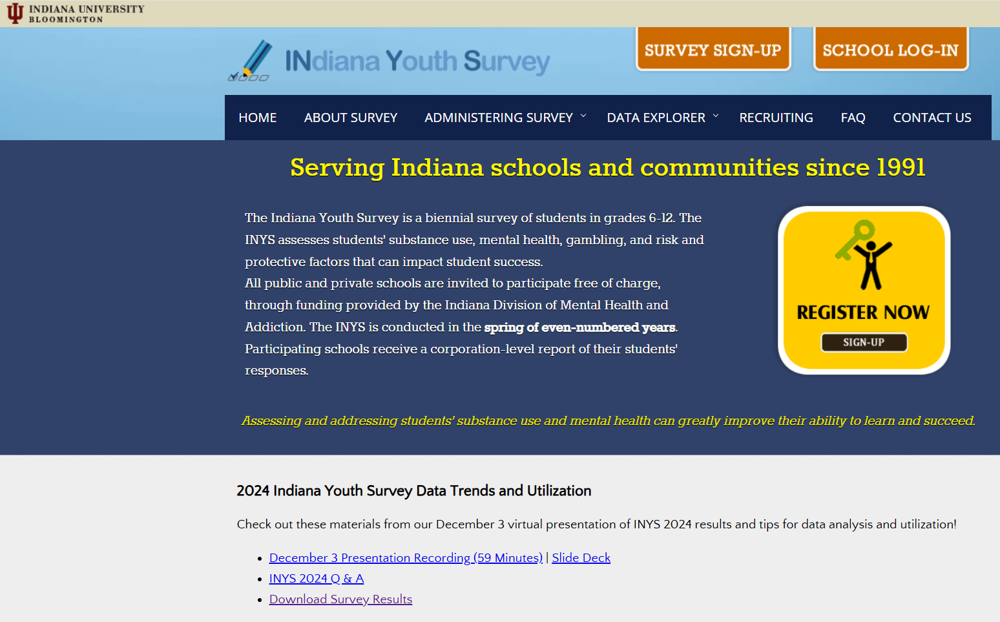 INDIANA UNIVERSITY
BLOOMINGTON
INdiana Youth Survey
SURVEY SIGN-UP
SCHOOL LOG-IN
HOME ABOUT SURVEY ADMINISTERING SURVEY DATA EXPLORER RECRUITING FAQ CONTACT US
Serving Indiana schools and communities since 1991
The Indiana Youth Survey is a biennial survey of students in grades 6-12. The
INYS assesses students' substance use, mental health, gambling, and risk and
protective factors that can impact student success.
All public and private schools are invited to participate free of charge,
through funding provided by the Indiana Division of Mental Health and
Addiction. The INYS is conducted in the spring of even-numbered years.
Participating schools receive a corporation-level report of their students'
responses.
REGISTER NOW
SIGN-UP
Assessing and addressing students' substance use and mental health can greatly improve their ability to learn and succeed.
2024 Indiana Youth Survey Data Trends and Utilization
Check out these materials from our December 3 virtual presentation of INYS 2024 results and tips for data analysis and utilization!
• December 3 Presentation Recording (59 Minutes) | Slide Deck
• INYS 2024 Q & A
• Download Survey Results